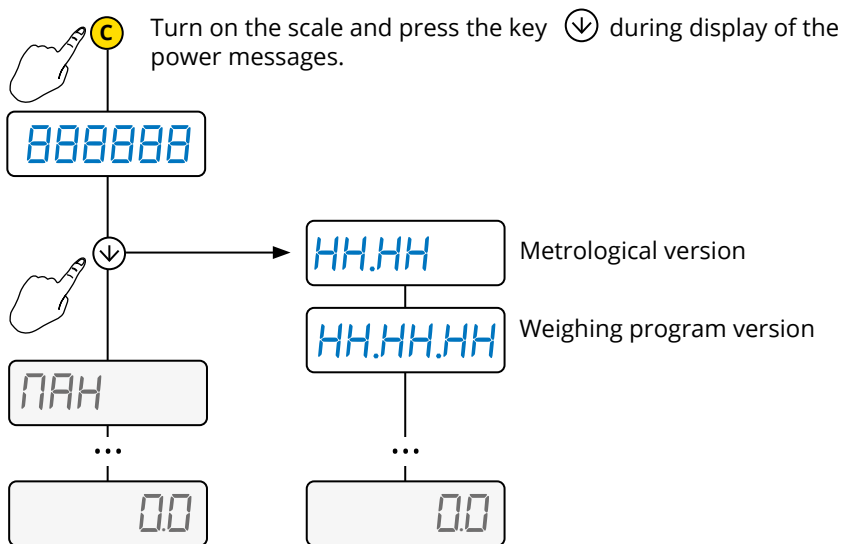 C
Turn on the scale and press the key during display of the
power messages.
888888
HH.HH Metrological version
HH.HH.HH Weighing program version
ПАН
...
...
0.0
0.0